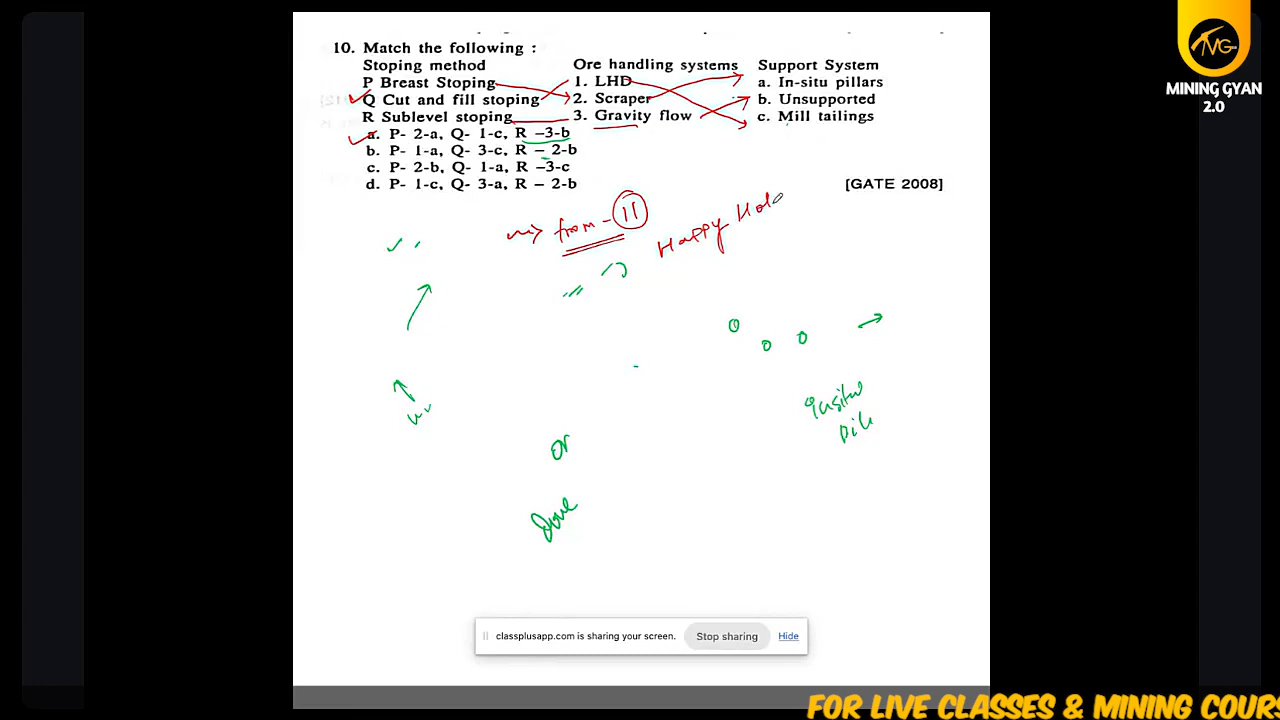 10. Match the following :
Stoping method Ore handling systems Support System
P Breast Stoping 1. LHD a. In-situ pillars
Q Cut and fill stoping 2. Scraper b. Unsupported
R Sublevel stoping 3. Gravity flow c. Mill tailings
a. P- 2-a, Q- 1-c, R –3-b
b. P- 1-a, Q- 3-c, R – 2-b
c. P- 2-b, Q- 1-a, R –3-c
d. P- 1-c, Q- 3-a, R – 2-b [GATE 2008]
from - 11
Happy Hol
insitu
or
MINING GYAN
2.0
classplusapp.com is sharing your screen. Stop sharing Hide
FOR LIVE CLASSES & MINING COURS